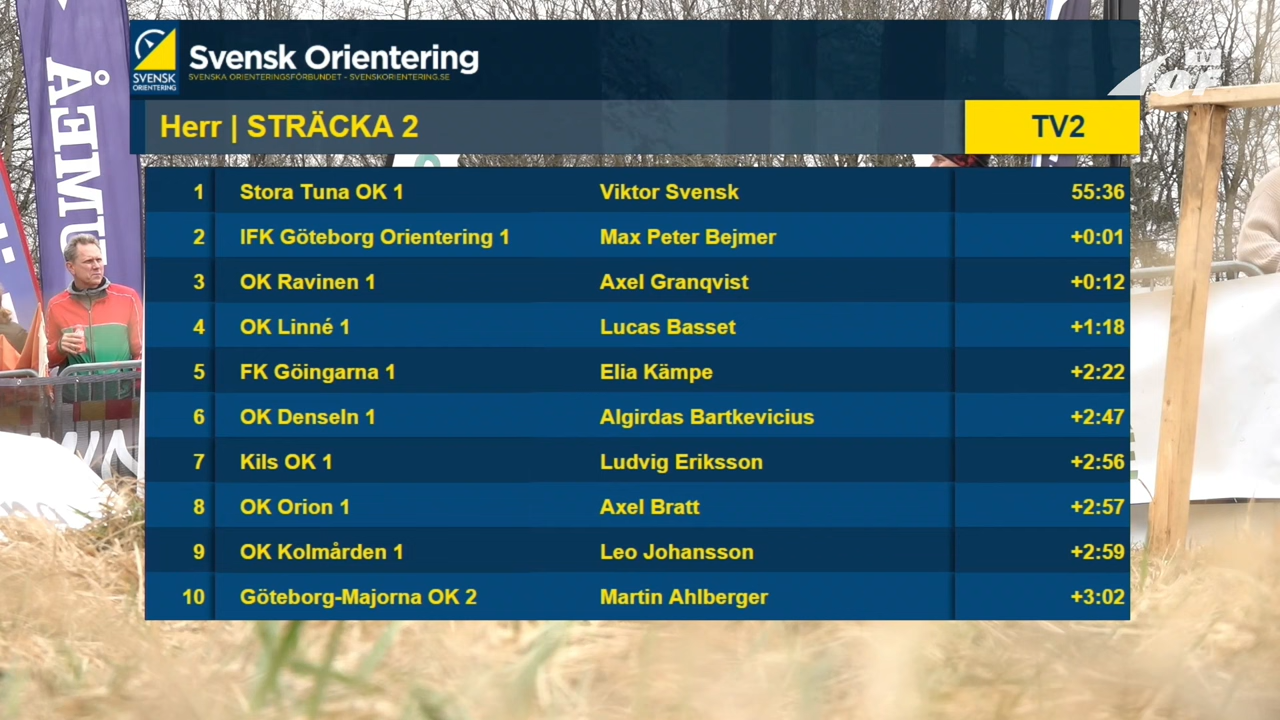 Svensk Orientering
SVENSKA ORIENTERINGSFÖRBUNDET - SVENSKORIENTERING.SE
SVENSK
ORIENTERING
TV
Herr | STRÄCKA 2 TV2
1 Stora Tuna OK 1 Viktor Svensk 55:36
2 IFK Göteborg Orientering 1 Max Peter Bejmer +0:01
3 OK Ravinen 1 Axel Granqvist +0:12
4 OK Linné 1 Lucas Basset +1:18
5 FK Göingarna 1 Elia Kämpe +2:22
6 OK Denseln 1 Algirdas Bartkevicius +2:47
7 Kils OK 1 Ludvig Eriksson +2:56
8 OK Orion 1 Axel Bratt +2:57
9 OK Kolmården 1 Leo Johansson +2:59
10 Göteborg-Majorna OK 2 Martin Ahlberger +3:02